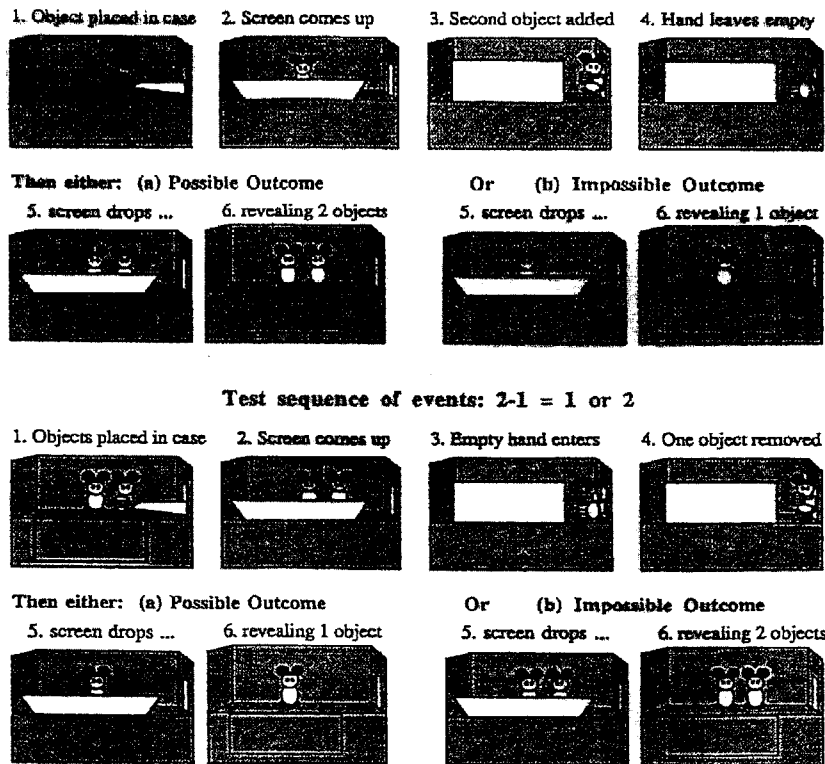 1. Object placed in case 2. Screen comes up 3. Second object added 4. Hand leaves empty
Then either: (a) Possible Outcome Or (b) Impossible Outcome
5. screen drops ... 6. revealing 2 objects 5. screen drops ... 6. revealing 1 object
Test sequence of events: 2-1 = 1 or 2
1. Objects placed in case 2. Screen comes up 3. Empty hand enters 4. One object removed
Then either: (a) Possible Outcome Or (b) Impossible Outcome
5. screen drops ... 6. revealing 1 object 5. screen drops ... 6. revealing 2 objects